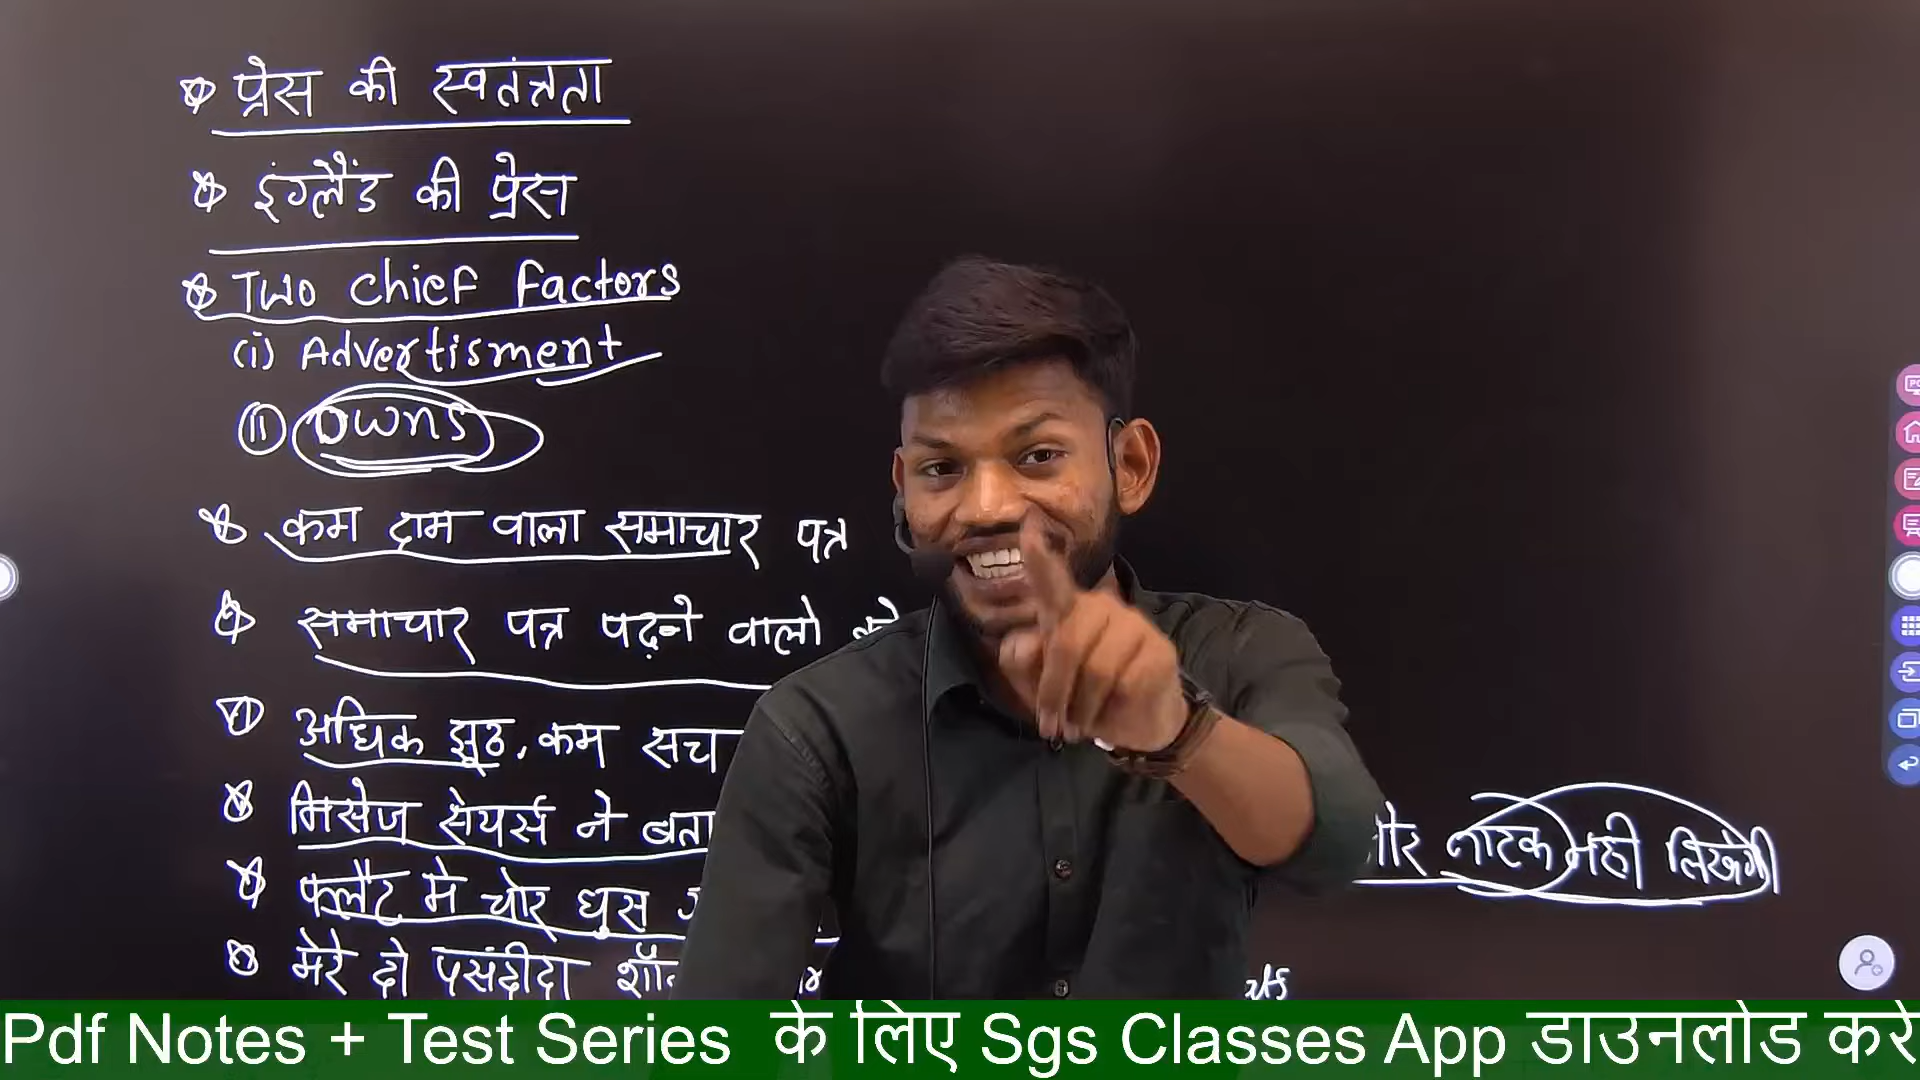 प्रेस की स्वतंत्रता
इंग्लैंड की प्रेस
Two chief factors
(i) Advertisment
(ii) Owns
कम दाम वाला समाचार पत्र
समाचार पत्र पढ़ने वालो को
अधिक झूठ, कम सच
मिसेज सेयर्स ने बता
और नाटक नही लिखेगी
फ्लैट मे चोर घुस
मेरे दो पसंदीदा शॉ
Pdf Notes + Test Series के लिए Sgs Classes App डाउनलोड करे